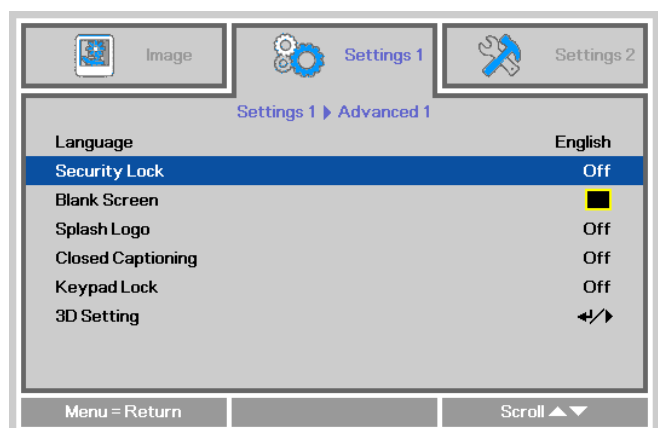 Image Settings 1 Settings 2
Settings 1 ▶ Advanced 1
Language English
Security Lock Off
Blank Screen
Splash Logo Off
Closed Captioning Off
Keypad Lock Off
3D Setting ↵/▶
Menu = Return Scroll ▲▼